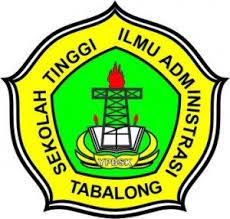 SEKOLAH TINGGI ILMU ADMINISTRASI
YPBSK
TABALONG